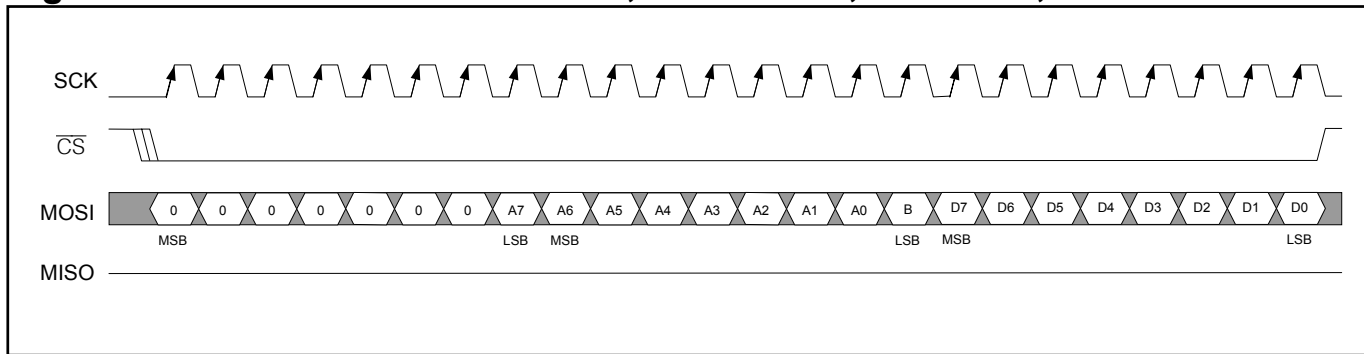 SCK
CS
MOSI 0 0 0 0 0 0 0 A7 A6 A5 A4 A3 A2 A1 A0 B D7 D6 D5 D4 D3 D2 D1 D0
MSB LSB MSB LSB MSB LSB
MISO